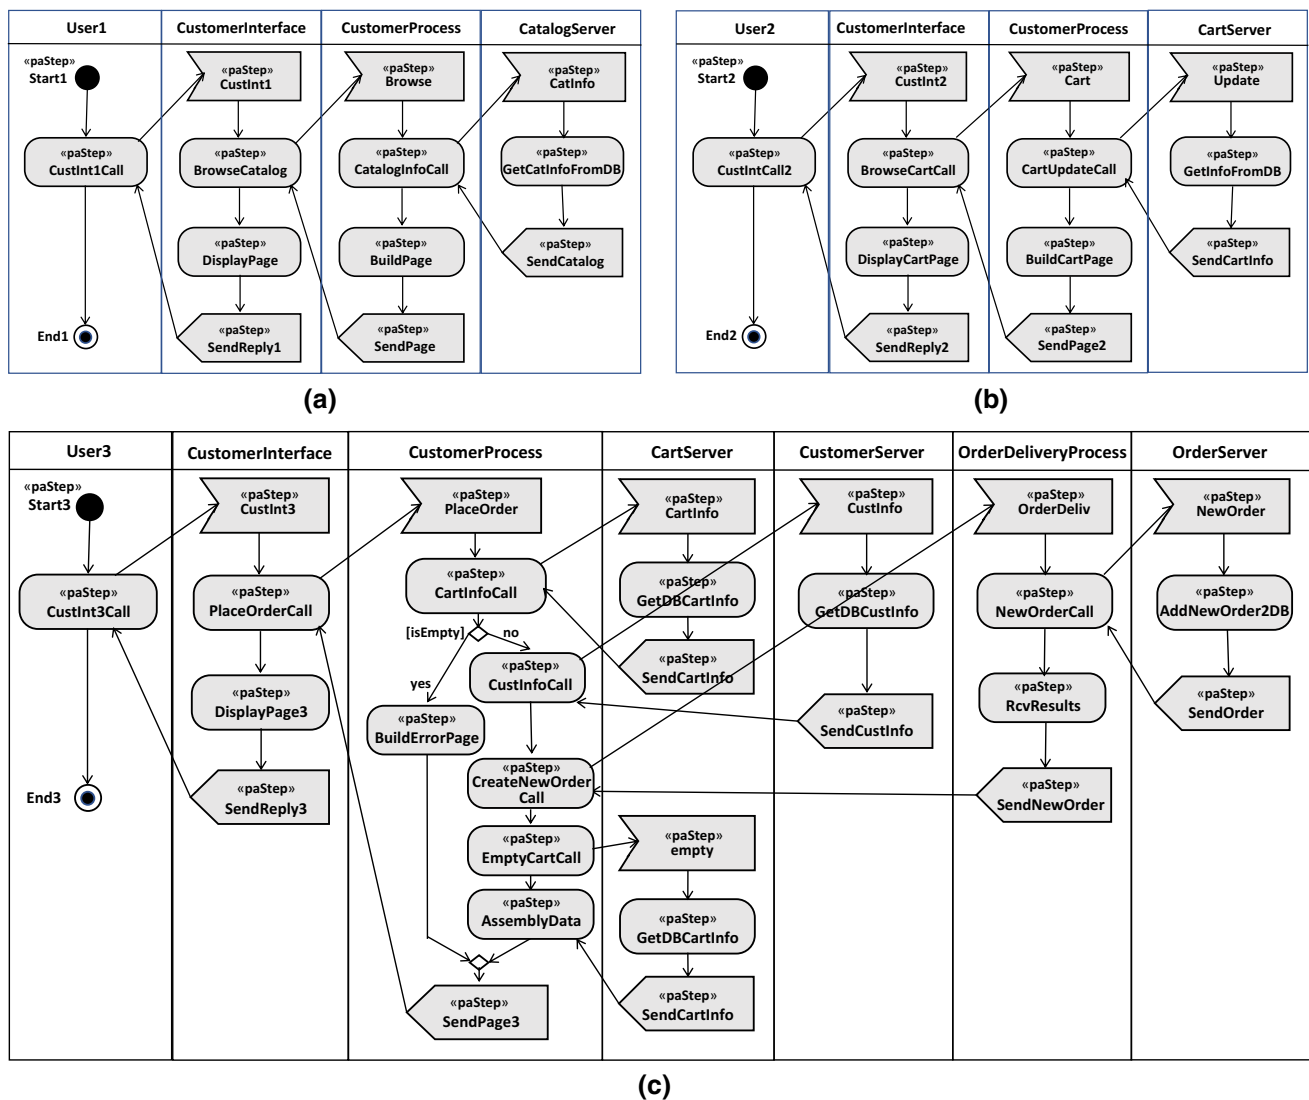 User1
CustomerInterface
CustomerProcess
CatalogServer
«paStep»
Start1
«paStep»
CustInt1
«paStep»
Browse
«paStep»
CatInfo
«paStep»
CustInt1Call
«paStep»
BrowseCatalog
«paStep»
CatalogInfoCall
«paStep»
GetCatInfoFromDB
«paStep»
DisplayPage
«paStep»
BuildPage
«paStep»
SendCatalog
End1
«paStep»
SendReply1
«paStep»
SendPage
(a)
User2
CustomerInterface
CustomerProcess
CartServer
«paStep»
Start2
«paStep»
CustInt2
«paStep»
Cart
«paStep»
Update
«paStep»
CustIntCall2
«paStep»
BrowseCartCall
«paStep»
CartUpdateCall
«paStep»
GetInfoFromDB
«paStep»
DisplayCartPage
«paStep»
BuildCartPage
«paStep»
SendCartInfo
End2
«paStep»
SendReply2
«paStep»
SendPage2
(b)
User3
CustomerInterface
CustomerProcess
CartServer
CustomerServer
OrderDeliveryProcess
OrderServer
«paStep»
Start3
«paStep»
CustInt3
«paStep»
PlaceOrder
«paStep»
CartInfo
«paStep»
CustInfo
«paStep»
OrderDeliv
«paStep»
NewOrder
«paStep»
CustInt3Call
«paStep»
PlaceOrderCall
«paStep»
CartInfoCall
«paStep»
GetDBCartInfo
«paStep»
GetDBCustInfo
«paStep»
NewOrderCall
«paStep»
AddNewOrder2DB
[isEmpty]
no
yes
«paStep»
CustInfoCall
«paStep»
SendCartInfo
«paStep»
DisplayPage3
«paStep»
BuildErrorPage
«paStep»
SendCustInfo
«paStep»
RcvResults
«paStep»
SendOrder
End3
«paStep»
SendReply3
«paStep»
CreateNewOrder
Call
«paStep»
SendNewOrder
«paStep»
EmptyCartCall
«paStep»
empty
«paStep»
AssemblyData
«paStep»
GetDBCartInfo
«paStep»
SendPage3
«paStep»
SendCartInfo
(c)